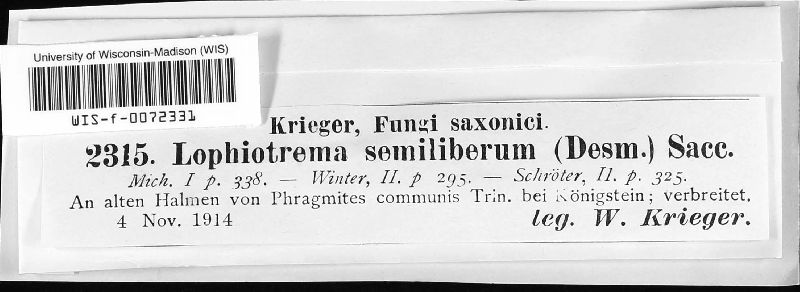 University of Wisconsin-Madison (WIS)
WIS-f-0072331
Krieger, Fungi saxonici.
2315. Lophiotrema semiliberum (Desm.) Sacc.
Mich. I p. 338. — Winter, II. p 295. — Schröter, II. p. 325.
An alten Halmen von Phragmites communis Trin. bei Königstein; verbreitet.
4 Nov. 1914
leg. W. Krieger.